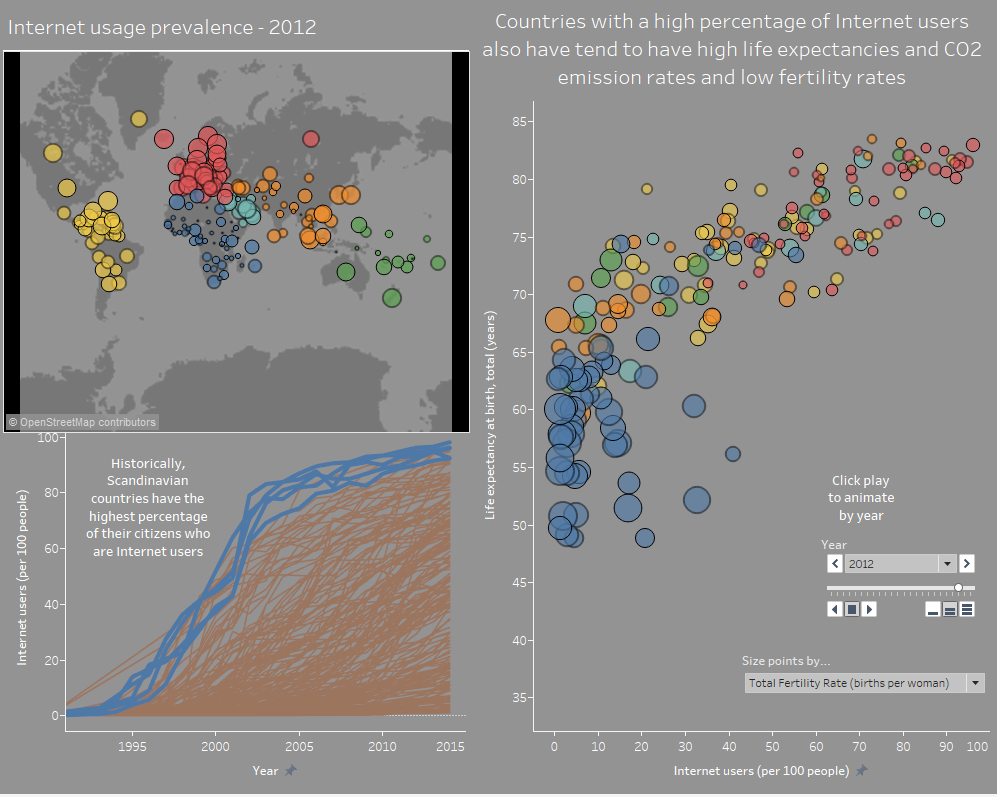 Internet usage prevalence - 2012
© OpenStreetMap contributors
Historically,
Scandinavian
countries have the
highest percentage
of their citizens who
are Internet users
Internet users (per 100 people)
100
80
60
40
20
0
1995
2000
2005
2010
2015
Year
Countries with a high percentage of Internet users
also have tend to have high life expectancies and CO2
emission rates and low fertility rates
Life expectancy at birth, total (years)
85
80
75
70
65
60
55
50
45
40
35
Click play
to animate
by year
Year
2012
Size points by...
Total Fertility Rate (births per woman)
0
10
20
30
40
50
60
70
80
90
100
Internet users (per 100 people)